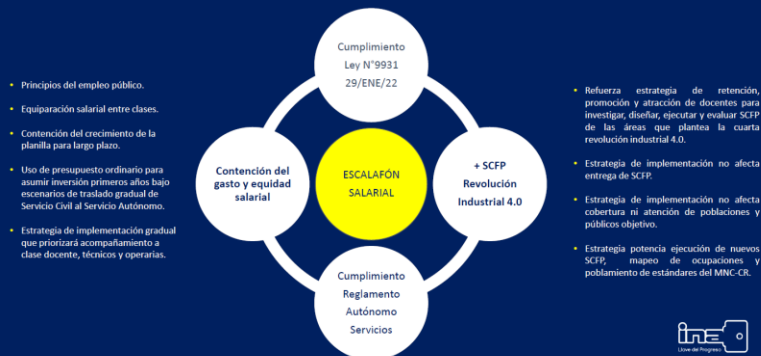 • Principios del empleo público.
• Equiparación salarial entre clases.
• Contención del crecimiento de la
planilla para largo plazo.
• Uso de presupuesto ordinario para
asumir inversión primeros años bajo
escenarios de traslado gradual de
Servicio Civil al Servicio Autónomo.
• Estrategia de implementación gradual
que priorizará acompañamiento a
clase docente, técnicos y operarias.
Cumplimiento
Ley N°9931
29/ENE/22
Contención del
gasto y equidad
salarial
ESCALAFÓN
SALARIAL
+ SCFP
Revolución
Industrial 4.0
Cumplimiento
Reglamento
Autónomo
Servicios
• Refuerza estrategia de retención,
promoción y atracción de docentes para
investigar, diseñar, ejecutar y evaluar SCFP
de las áreas que plantea la cuarta
revolución industrial 4.0.
• Estrategia de implementación no afecta
entrega de SCFP.
• Estrategia de implementación no afecta
cobertura ni atención de poblaciones y
públicos objetivo.
• Estrategia potencia ejecución de nuevos
SCFP, mapeo de ocupaciones y
poblamiento de estándares del MNC-CR.
ina
Llave del Progreso